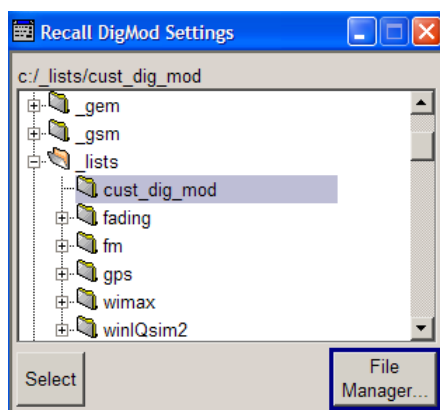 Recall DigMod Settings
c:/_lists/cust_dig_mod
_gem
_gsm
_lists
cust_dig_mod
fading
fm
gps
wimax
winIQsim2
Select
File
Manager...